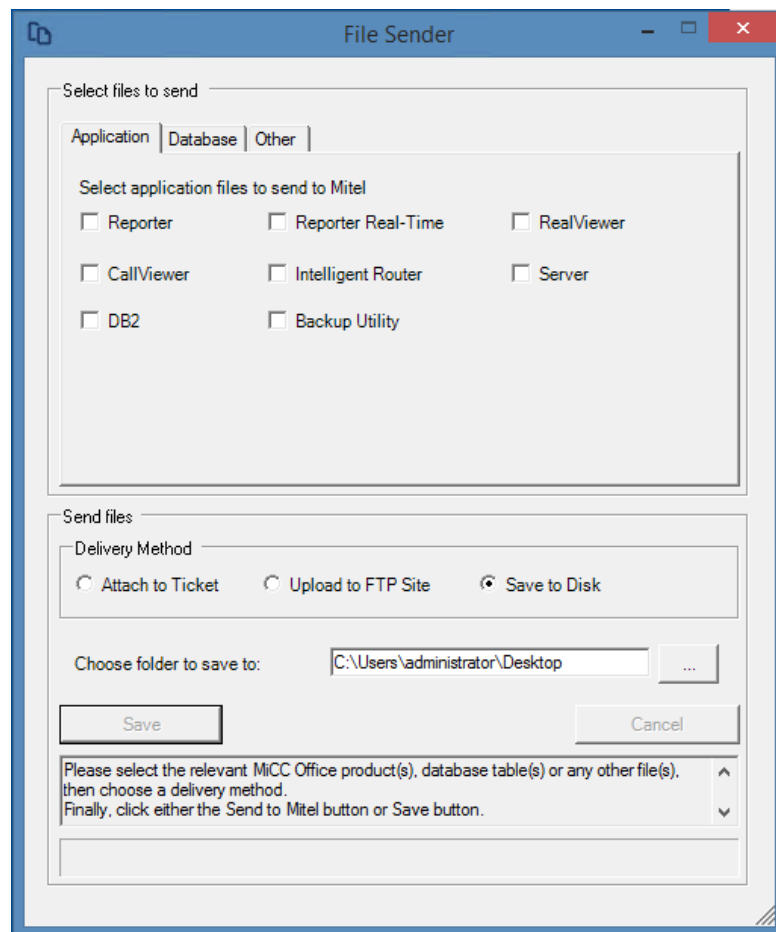 File Sender
Select files to send
Application Database Other
Select application files to send to Mitel
Reporter Reporter Real-Time RealViewer
CallViewer Intelligent Router Server
DB2 Backup Utility
Send files
Delivery Method
Attach to Ticket Upload to FTP Site Save to Disk
Choose folder to save to: C:\Users\administrator\Desktop ...
Save Cancel
Please select the relevant MiCC Office product(s), database table(s) or any other file(s),
then choose a delivery method.
Finally, click either the Send to Mitel button or Save button.